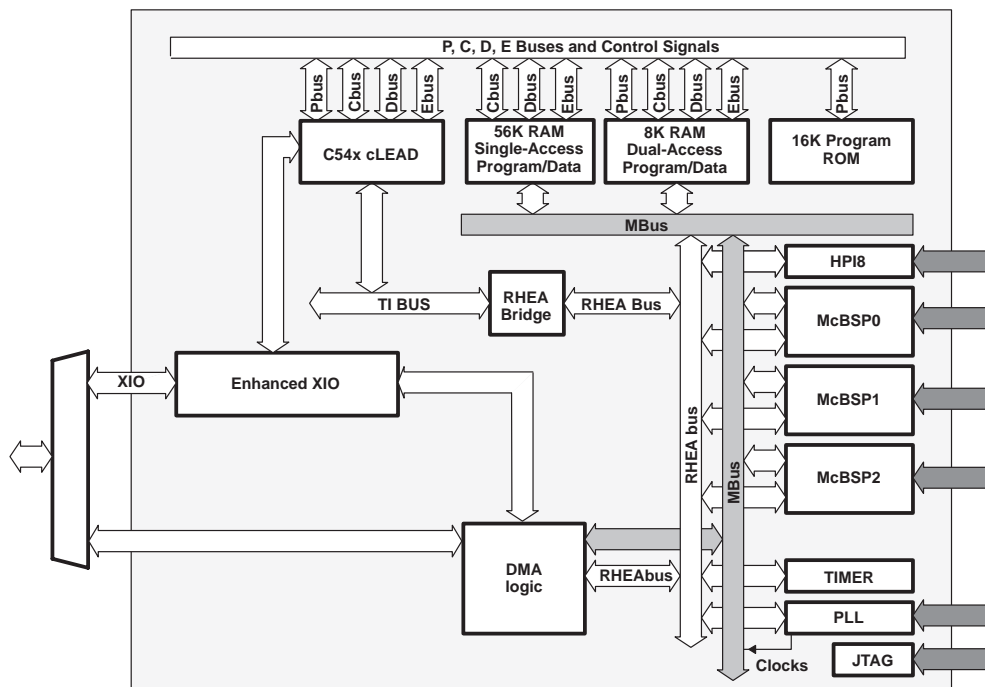 P, C, D, E Buses and Control Signals
Pbus
Cbus
Dbus
Ebus
Cbus
Dbus
Ebus
Pbus
Cbus
Dbus
Ebus
Pbus
C54x cLEAD
56K RAM
Single-Access
Program/Data
8K RAM
Dual-Access
Program/Data
16K Program
ROM
MBus
HPI8
TI BUS
RHEA
Bridge
RHEA Bus
McBSP0
XIO
Enhanced XIO
McBSP1
RHEA bus
MBus
McBSP2
DMA
logic
RHEAbus
TIMER
PLL
Clocks
JTAG